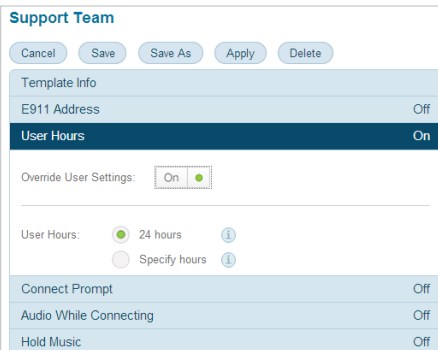 Support Team
Cancel Save Save As Apply Delete
Template Info
E911 Address Off
User Hours On
Override User Settings: On
User Hours: 24 hours i
Specify hours i
Connect Prompt Off
Audio While Connecting Off
Hold Music Off